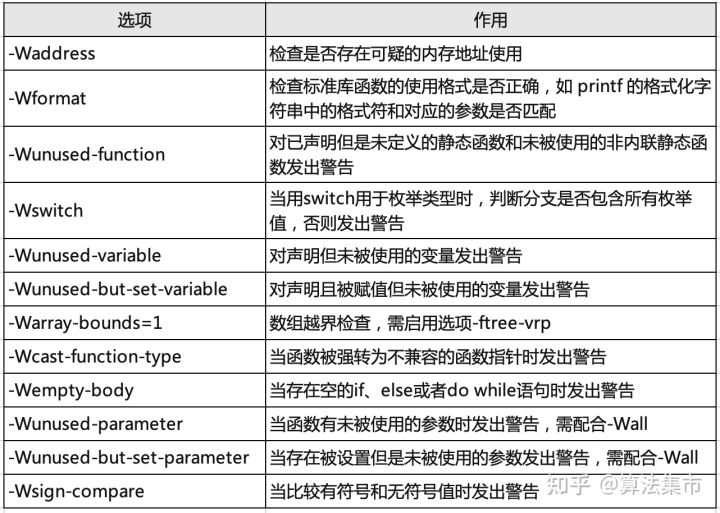 选项 作用
-Waddress 检查是否存在可疑的内存地址使用
-Wformat 检查标准库函数的使用格式是否正确，如 printf 的格式化字
符串中的格式符和对应的参数是否匹配
-Wunused-function 对已声明但是未定义的静态函数和未被使用的非内联静态函
数发出警告
-Wswitch 当用switch用于枚举类型时，判断分支是否包含所有枚举
值，否则发出警告
-Wunused-variable 对声明但未被使用的变量发出警告
-Wunused-but-set-variable 对声明且被赋值但未被使用的变量发出警告
-Warray-bounds=1 数组越界检查，需启用选项-ftree-vrp
-Wcast-function-type 当函数被强转为不兼容的函数指针时发出警告
-Wempty-body 当存在空的if、else或者do while语句时发出警告
-Wunused-parameter 当函数有未被使用的参数时发出警告，需配合-Wall
-Wunused-but-set-parameter 当存在被设置但是未被使用的参数发出警告，需配合-Wall
-Wsign-compare 当比较有符号和无符号值时发出警告
知乎 @算法集市